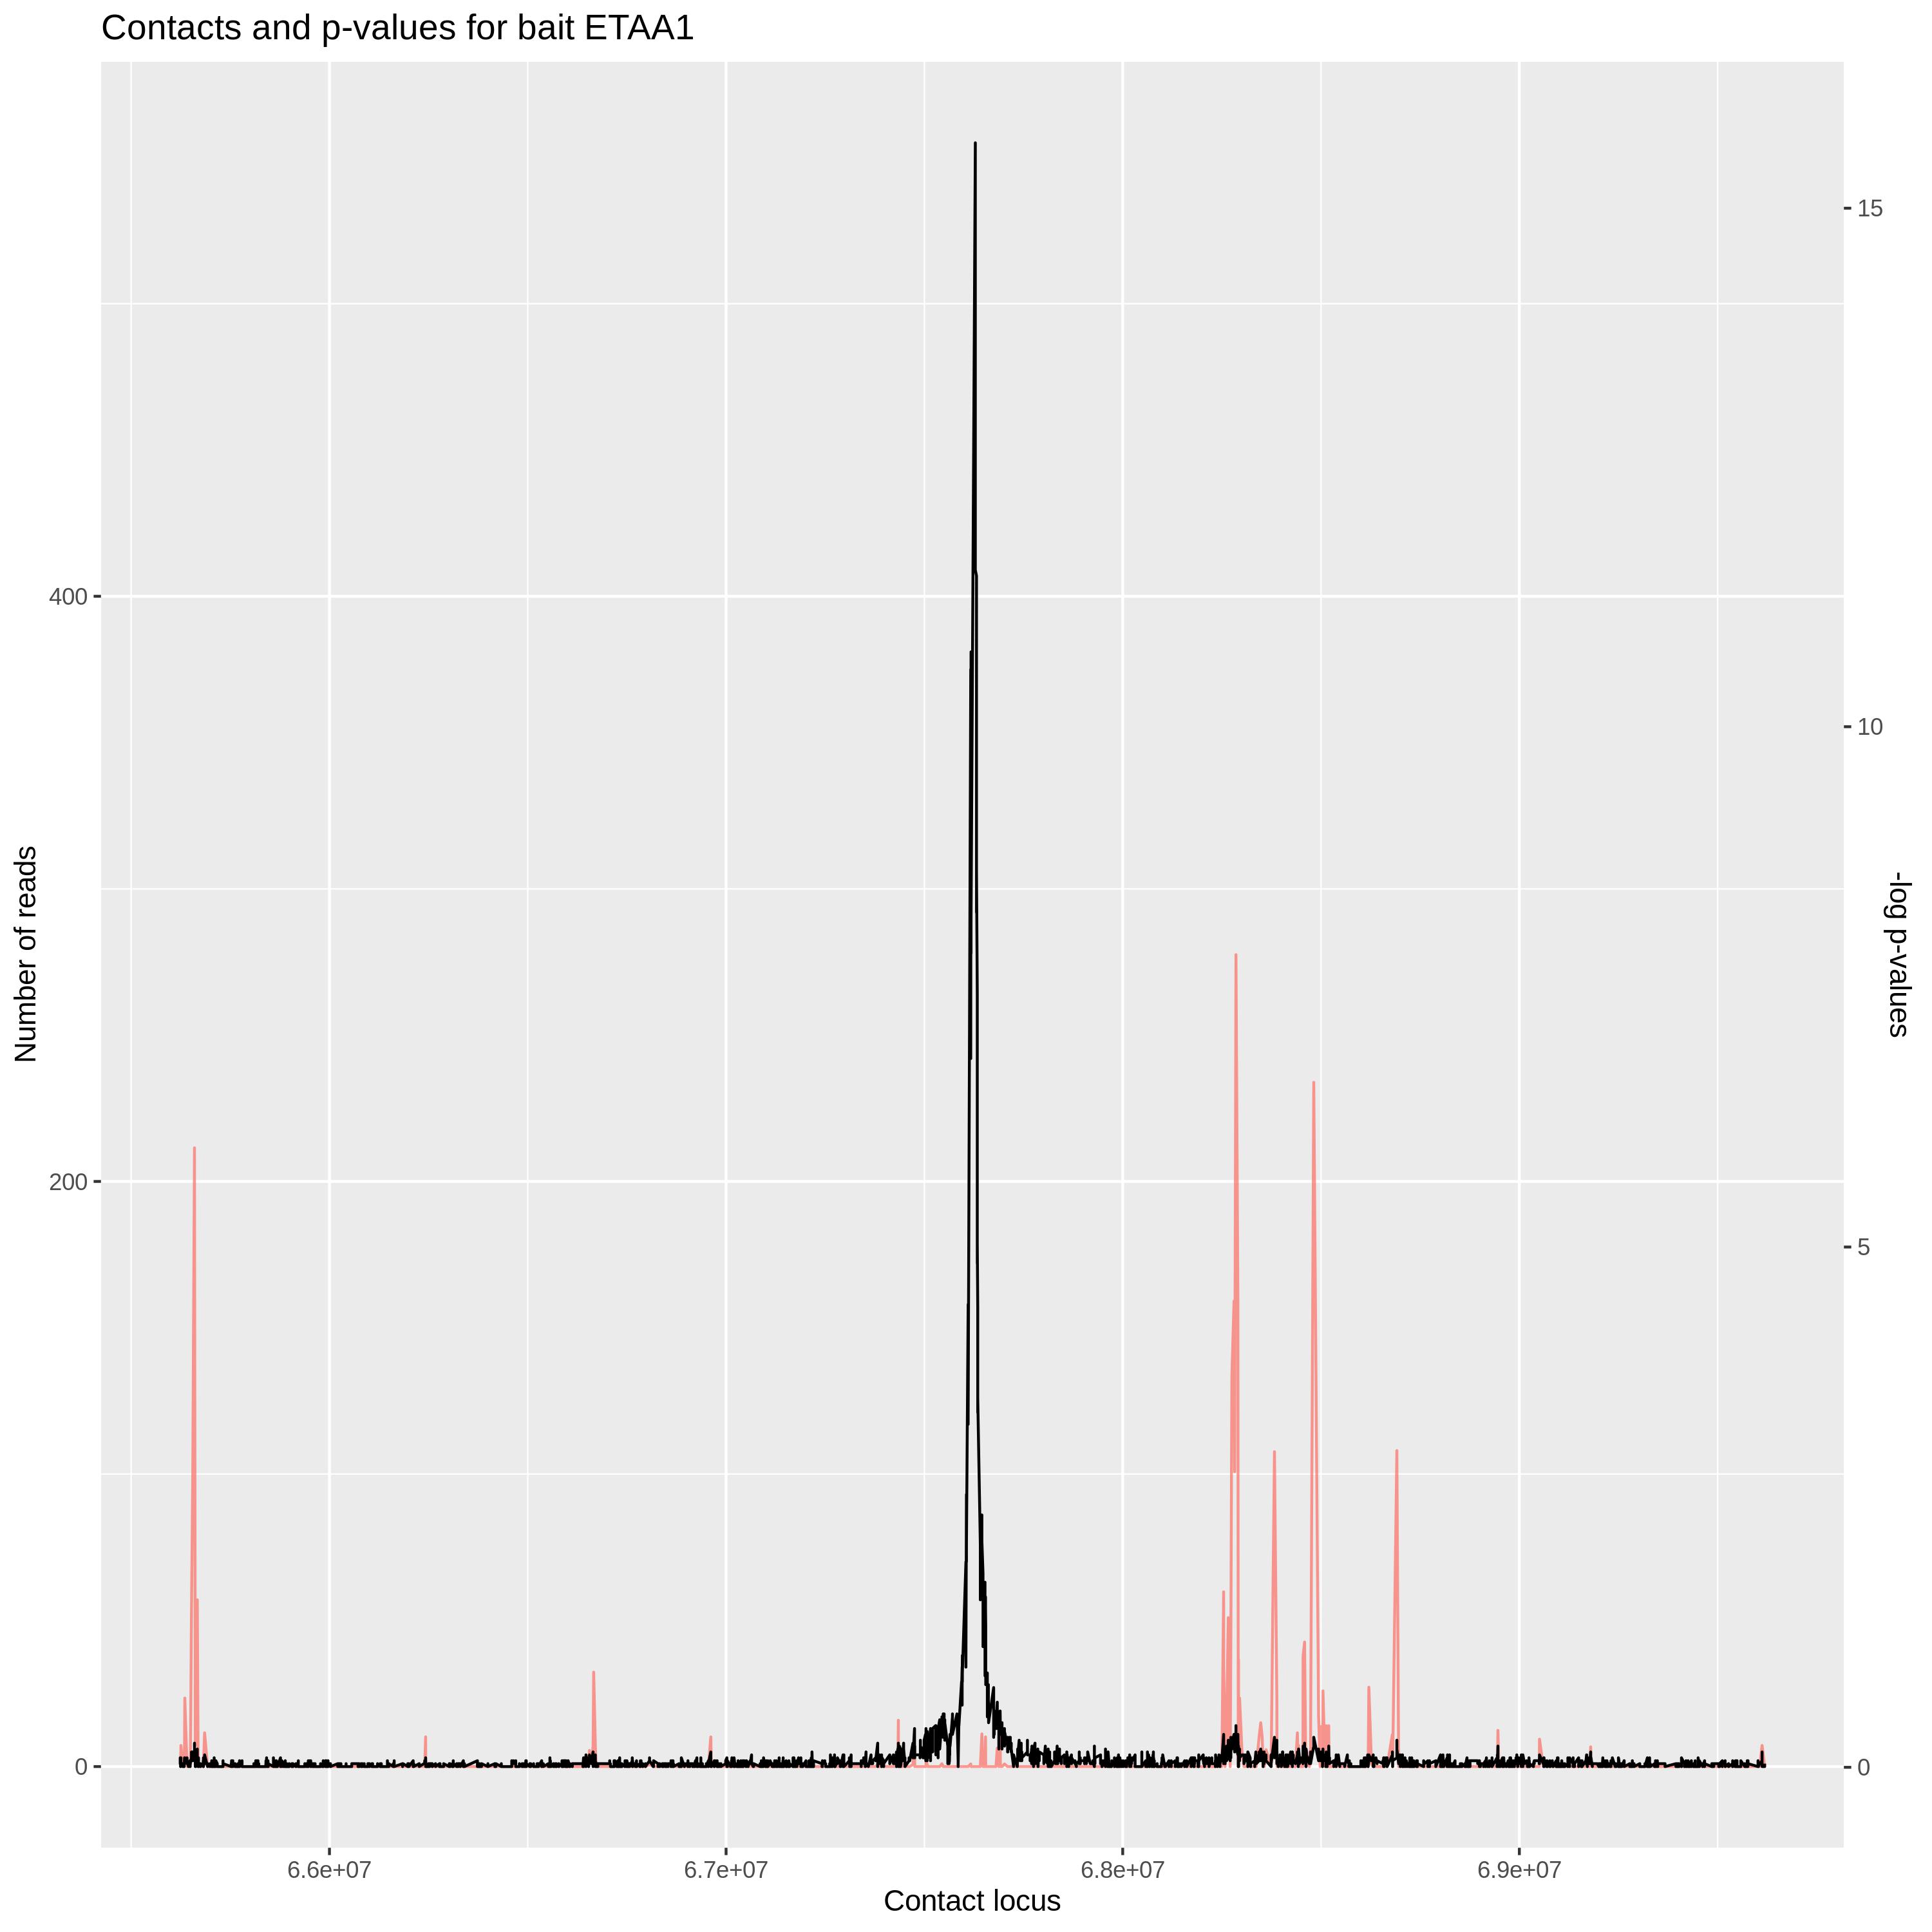 Contacts and p-values for bait ETAA1
15
400
10
Number of reads
-log p-values
200
5
0
0
6.6e+07
6.7e+07
6.8e+07
6.9e+07
Contact locus